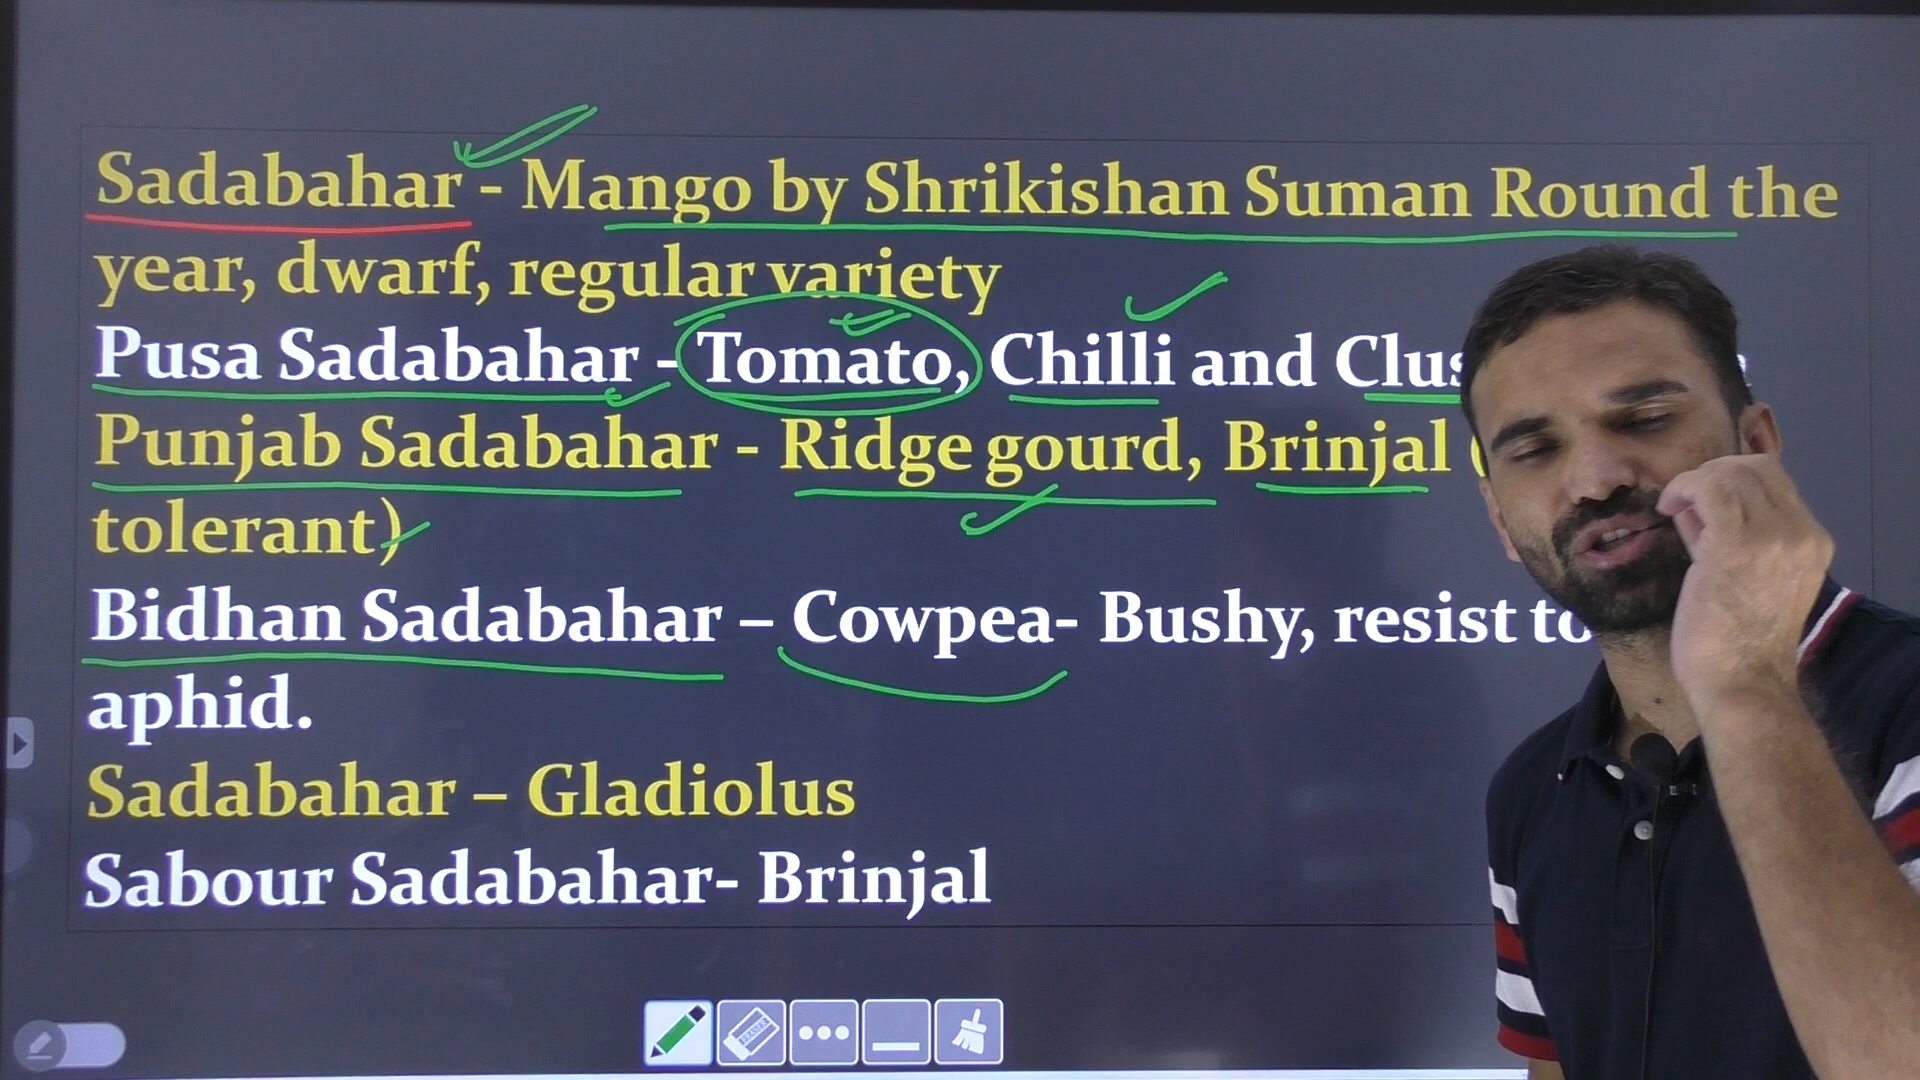 Sadabahar - Mango by Shrikishan Suman Round the
year, dwarf, regular variety
Pusa Sadabahar - Tomato, Chilli and
Punjab Sadabahar - Ridge gourd, Brinjal
tolerant)
Bidhan Sadabahar – Cowpea- Bushy, resist to
aphid.
Sadabahar – Gladiolus
Sabour Sadabahar- Brinjal